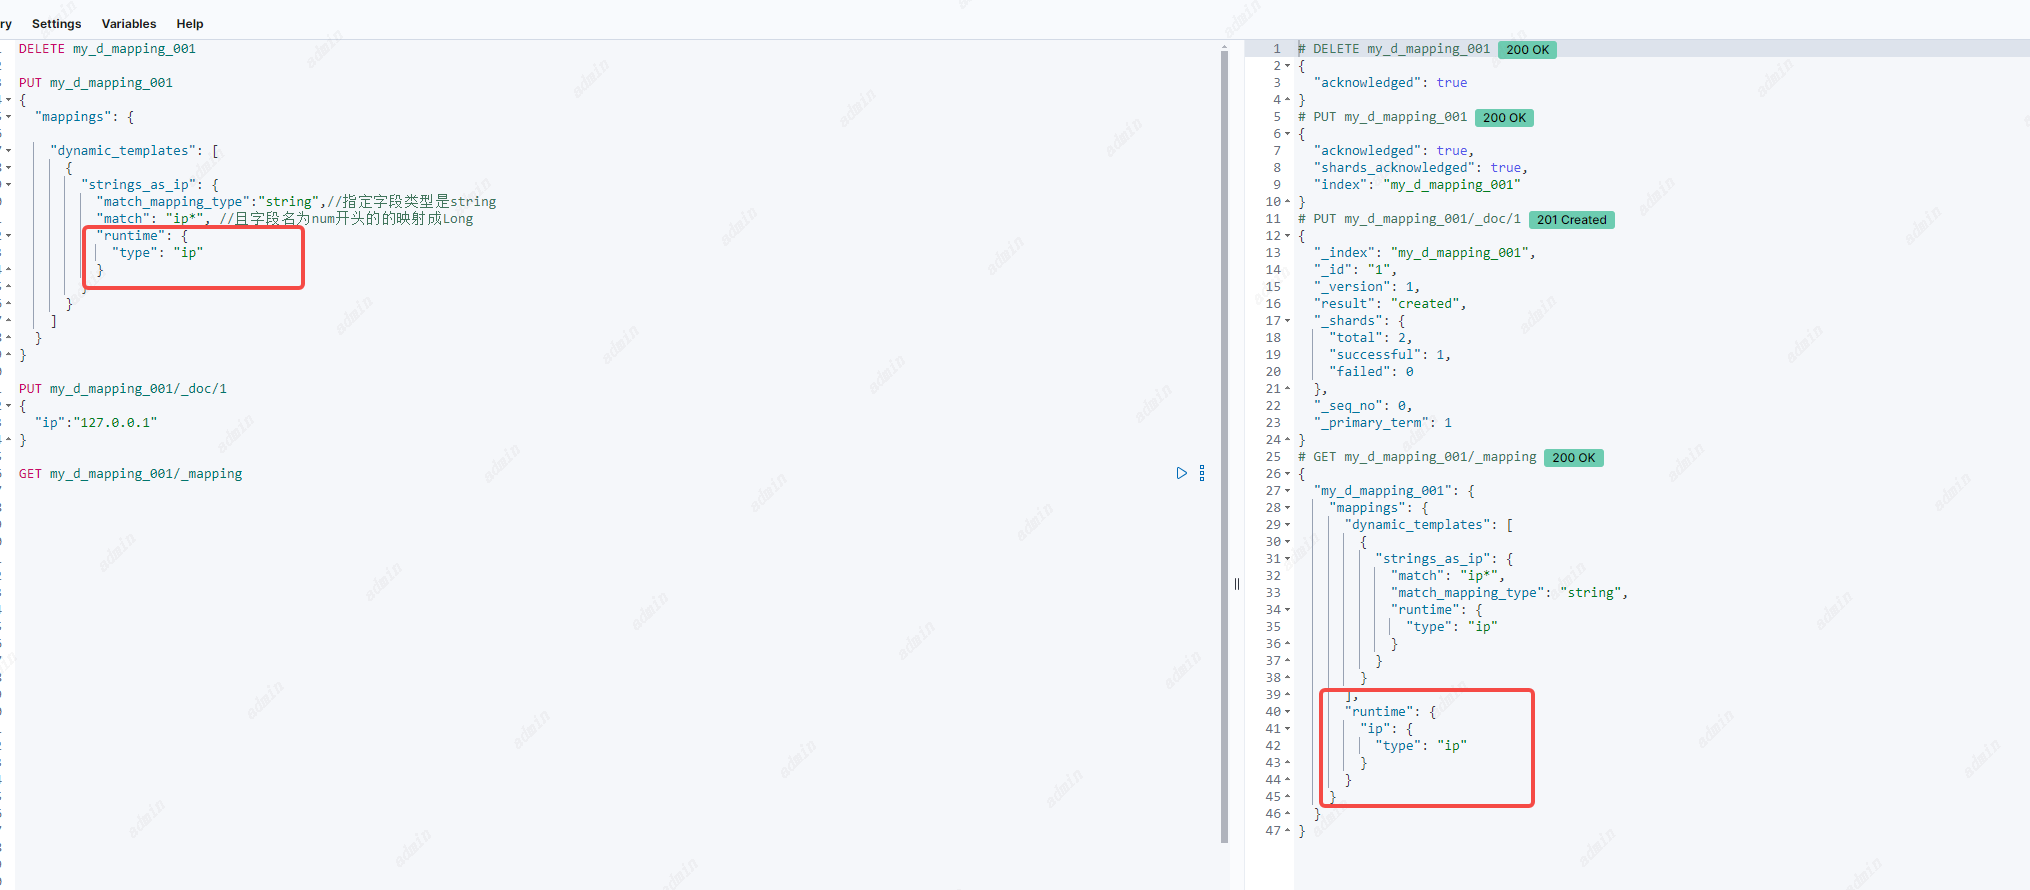 ry Settings Variables Help
DELETE my_d_mapping_001
PUT my_d_mapping_001
{
"mappings": {
"dynamic_templates": [
{
"strings_as_ip": {
"match_mapping_type":"string",//指定字段类型是string
"match": "ip*", //且字段名为num开头的的映射成Long
"runtime": {
"type": "ip"
}
}
}
]
}
}
PUT my_d_mapping_001/_doc/1
{
"ip":"127.0.0.1"
}
GET my_d_mapping_001/_mapping
1 # DELETE my_d_mapping_001 200 OK
2 {
3 "acknowledged": true
4 }
5 # PUT my_d_mapping_001 200 OK
6 {
7 "acknowledged": true,
8 "shards_acknowledged": true,
9 "index": "my_d_mapping_001"
10 }
11 # PUT my_d_mapping_001/_doc/1 201 Created
12 {
13 "_index": "my_d_mapping_001",
14 "_id": "1",
15 "_version": 1,
16 "result": "created",
17 "_shards": {
18 "total": 2,
19 "successful": 1,
20 "failed": 0
21 },
22 "_seq_no": 0,
23 "_primary_term": 1
24 }
25 # GET my_d_mapping_001/_mapping 200 OK
26 {
27 "my_d_mapping_001": {
28 "mappings": {
29 "dynamic_templates": [
30 {
31 "strings_as_ip": {
32 "match": "ip*",
33 "match_mapping_type": "string",
34 "runtime": {
35 "type": "ip"
36 }
37 }
38 }
39 ],
40 "runtime": {
41 "ip": {
42 "type": "ip"
43 }
44 }
45 }
46 }
47 }
admin